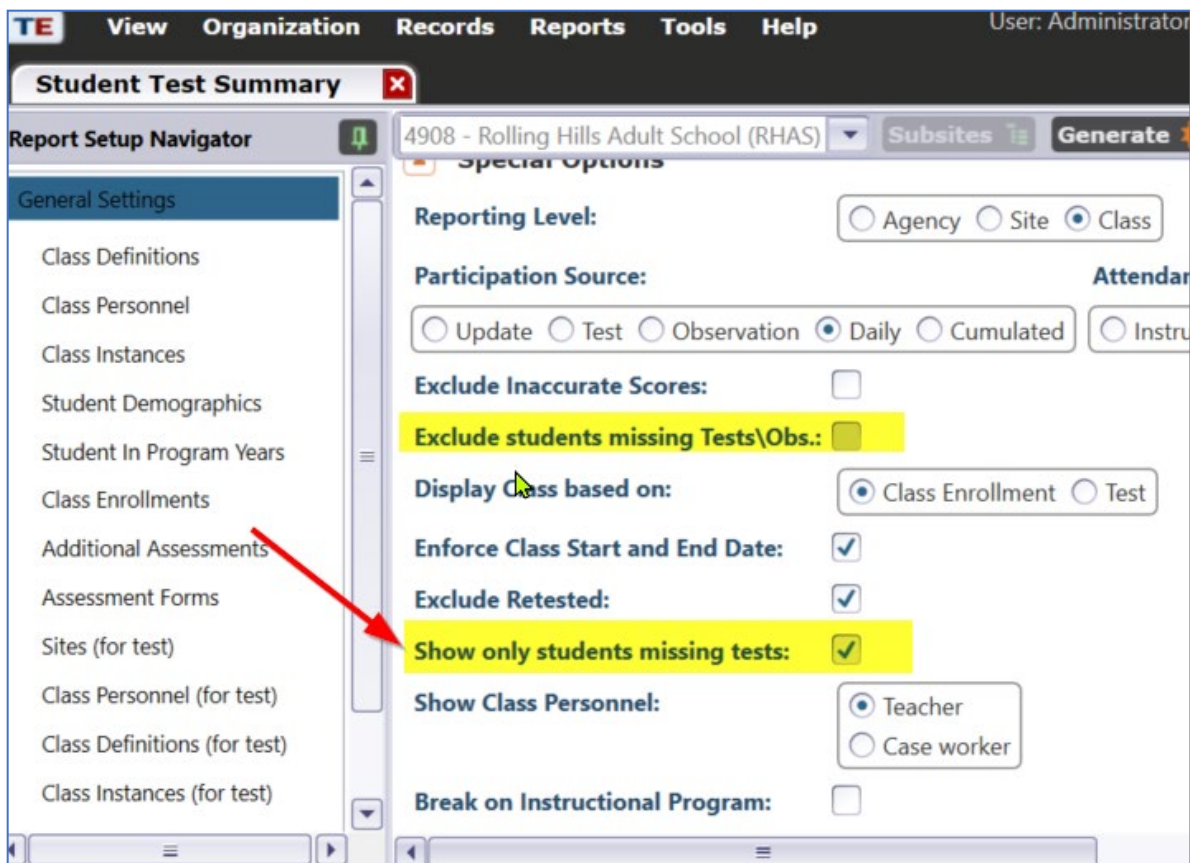 TE View Organization Records Reports Tools Help User: Administrator
Student Test Summary
Report Setup Navigator
4908 - Rolling Hills Adult School (RHAS) Subsites Generate
General Settings
Class Definitions
Class Personnel
Class Instances
Student Demographics
Student In Program Years
Class Enrollments
Additional Assessments
Assessment Forms
Sites (for test)
Class Personnel (for test)
Class Definitions (for test)
Class Instances (for test)
Special Options
Reporting Level: Agency Site Class
Participation Source: Attendan
Update Test Observation Daily Cumulated Instru
Exclude Inaccurate Scores:
Exclude students missing Tests\Obs.:
Display Class based on: Class Enrollment Test
Enforce Class Start and End Date:
Exclude Retested:
Show only students missing tests:
Show Class Personnel: Teacher
Case worker
Break on Instructional Program: